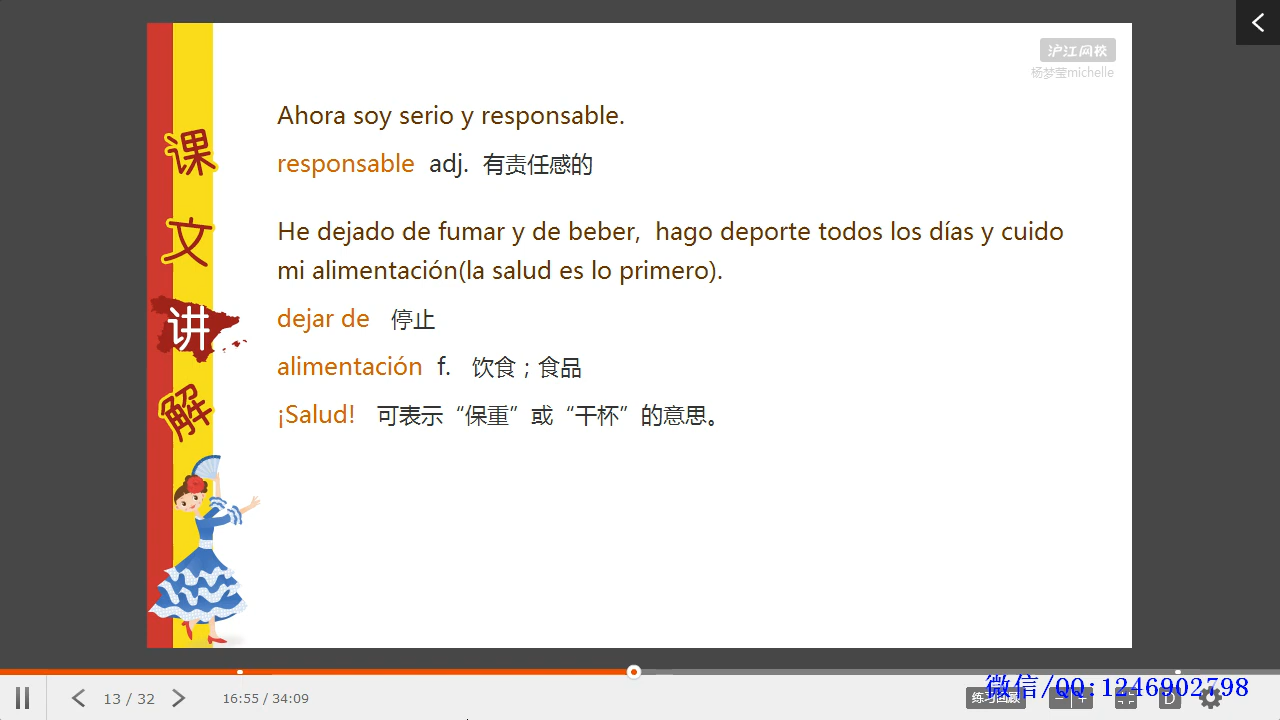 沪江网校
杨梦莹michelle
Ahora soy serio y responsable.
responsable adj. 有责任感的
He dejado de fumar y de beber, hago deporte todos los días y cuido
mi alimentación(la salud es lo primero).
dejar de 停止
alimentación f. 饮食；食品
¡Salud! 可表示“保重”或“干杯”的意思。
课
文
讲
解
13 / 32
16:55 / 34:09
微信/QQ:1246902798
D